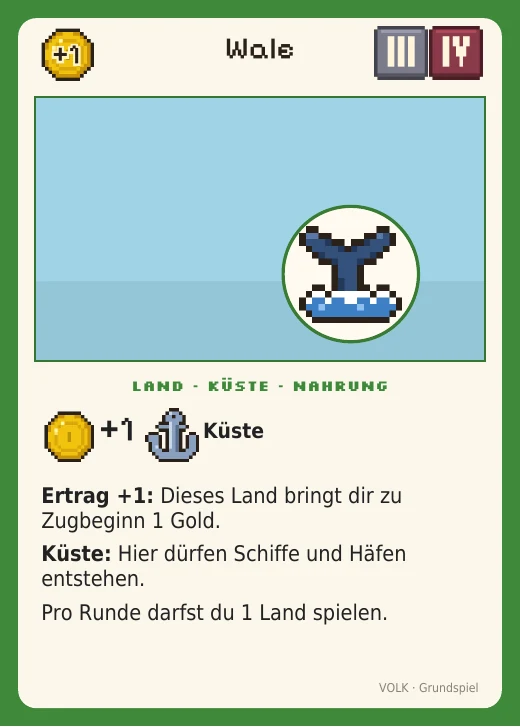 +1 Wale III IV
LAND - KÜSTE - NAHRUNG
+1 Küste
Ertrag +1: Dieses Land bringt dir zu
Zugbeginn 1 Gold.
Küste: Hier dürfen Schiffe und Häfen
entstehen.
Pro Runde darfst du 1 Land spielen.
VOLK · Grundspiel